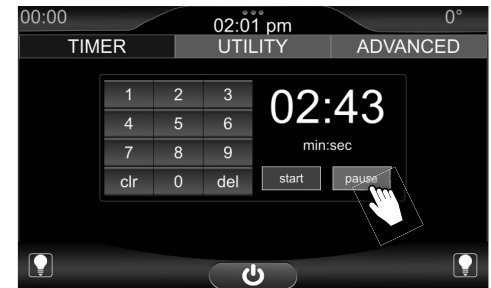 00:00 02:01 pm 0°
TIMER UTILITY ADVANCED
1 2 3
4 5 6
7 8 9
clr 0 del
02:43
min:sec
start pause